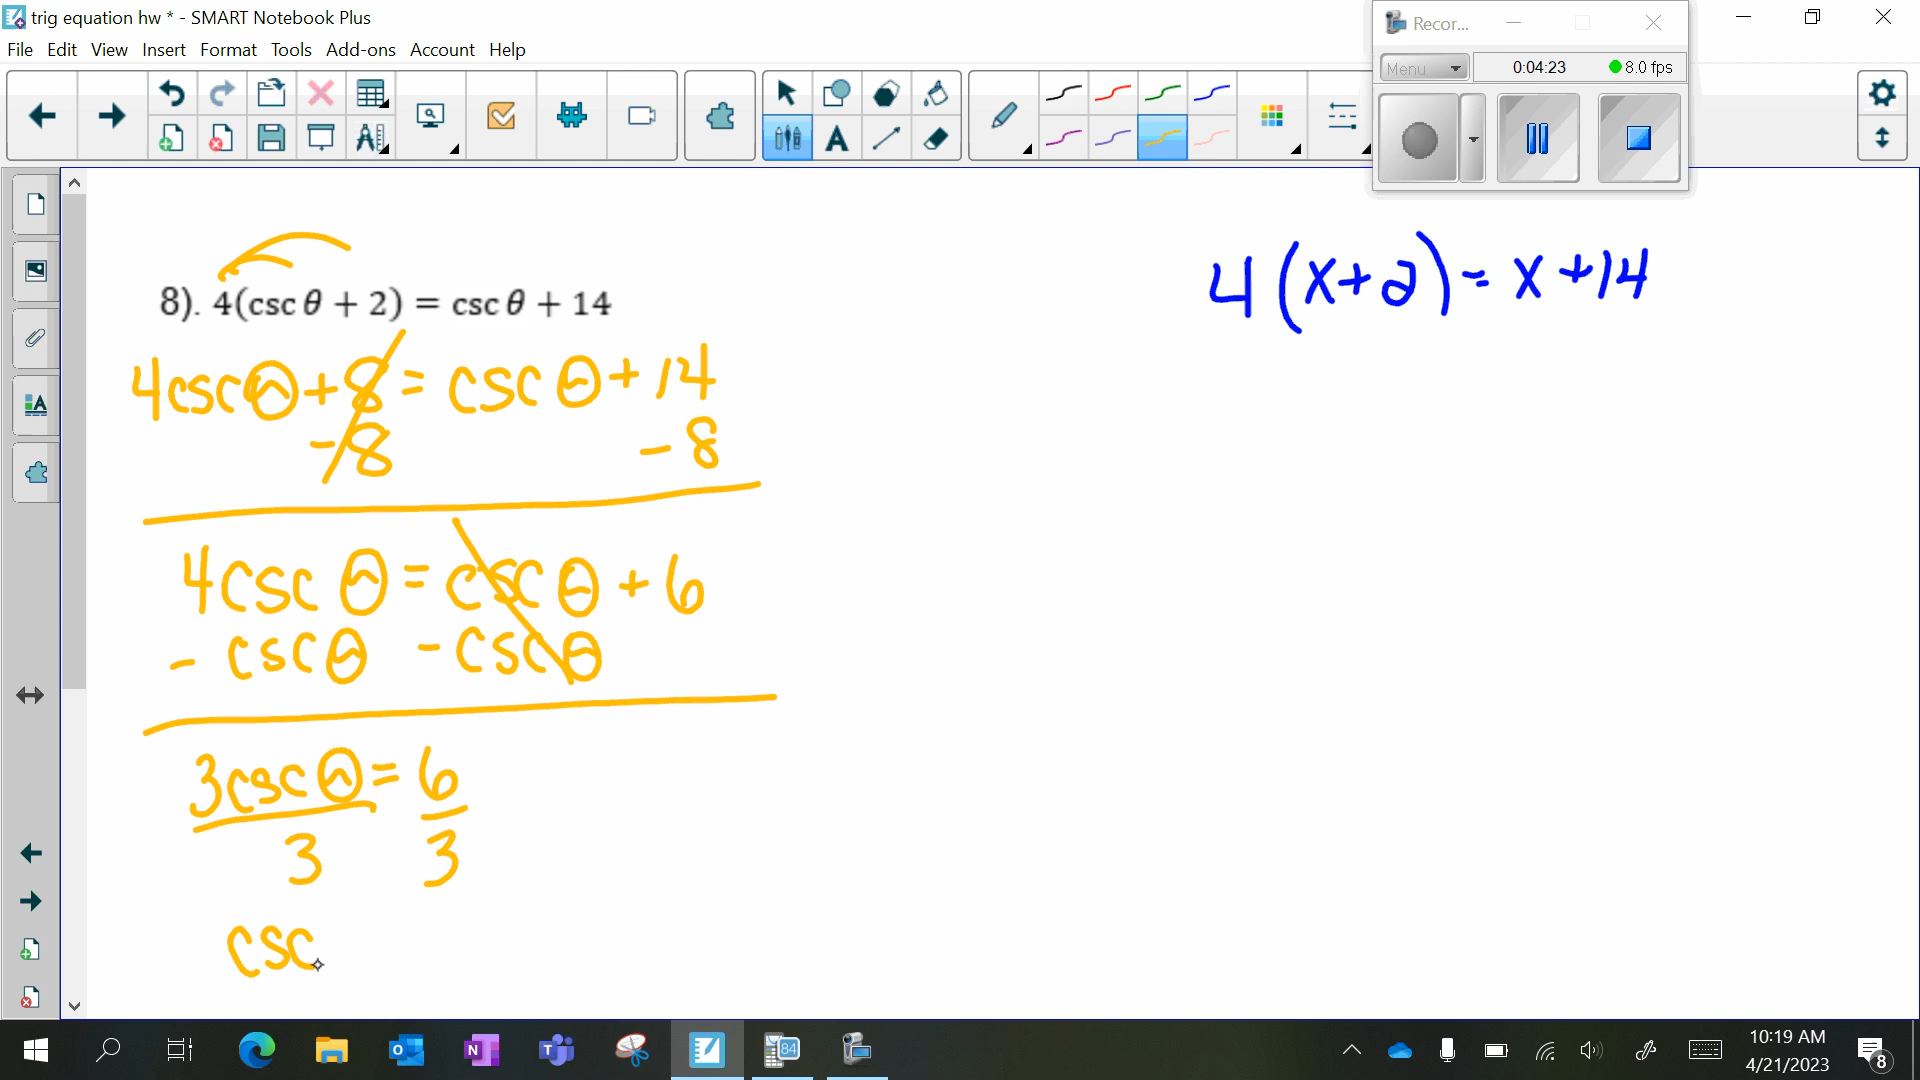 trig equation hw * - SMART Notebook Plus
File Edit View Insert Format Tools Add-ons Account Help
Recor...
Menu 0:04:23 8.0 fps
A
A
8). 4(csc θ + 2) = csc θ + 14
4(x+2) = x+14
4cscθ+8 = cscθ+14
-8 -8
4cscθ = cscθ + 6
- cscθ - cscθ
3cscθ = 6
3 3
csc
84
10:19 AM
4/21/2023
8